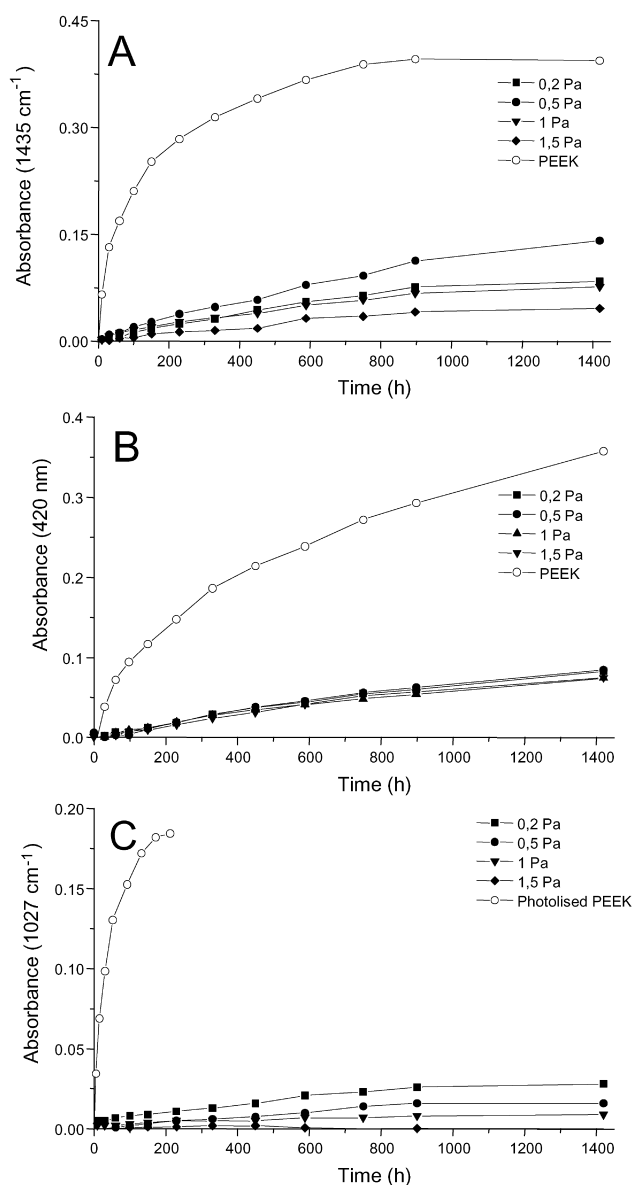 A
Absorbance (1435 cm⁻¹)
0.45
0.30
0.15
0.00
0,2 Pa
0,5 Pa
1 Pa
1,5 Pa
PEEK
0 200 400 600 800 1000 1200 1400
Time (h)
B
Absorbance (420 nm)
0.4
0.3
0.2
0.1
0.0
0,2 Pa
0,5 Pa
1 Pa
1,5 Pa
PEEK
0 200 400 600 800 1000 1200 1400
Time (h)
C
Absorbance (1027 cm⁻¹)
0.20
0.15
0.10
0.05
0.00
0,2 Pa
0,5 Pa
1 Pa
1,5 Pa
Photolised PEEK
0 200 400 600 800 1000 1200 1400
Time (h)